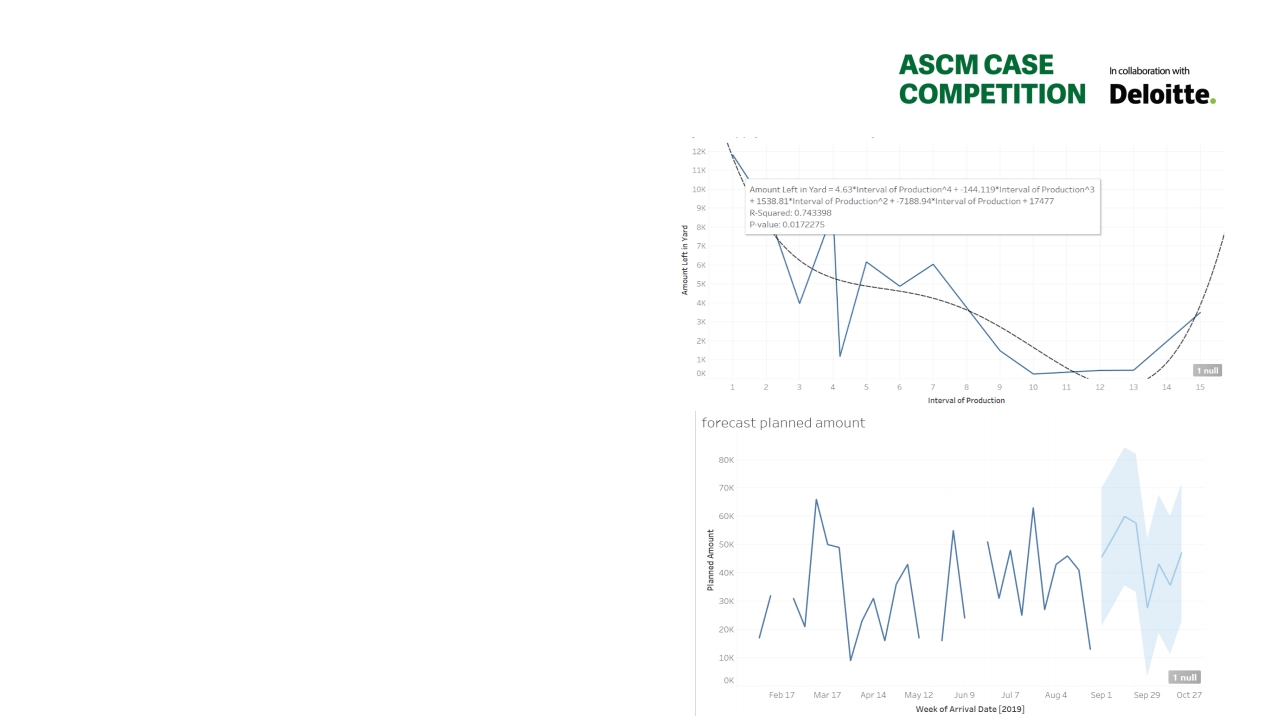 ASCM CASE
COMPETITION
In collaboration with
Deloitte.
12K
11K
10K
9K
8K
7K
6K
5K
4K
3K
2K
1K
0K
Amount Left in Yard
Amount Left in Yard = 4.63*Interval of Production^4 + -144.119*Interval of Production^3
+ 1538.81*Interval of Production^2 + -7188.94*Interval of Production + 17477
R-Squared: 0.743398
P-value: 0.0172275
1 null
1 2 3 4 5 6 7 8 9 10 11 12 13 14 15
Interval of Production
forecast planned amount
80K
70K
60K
50K
40K
30K
20K
10K
0K
Planned Amount
1 null
Feb 17 Mar 17 Apr 14 May 12 Jun 9 Jul 7 Aug 4 Sep 1 Sep 29 Oct 27
Week of Arrival Date [2019]